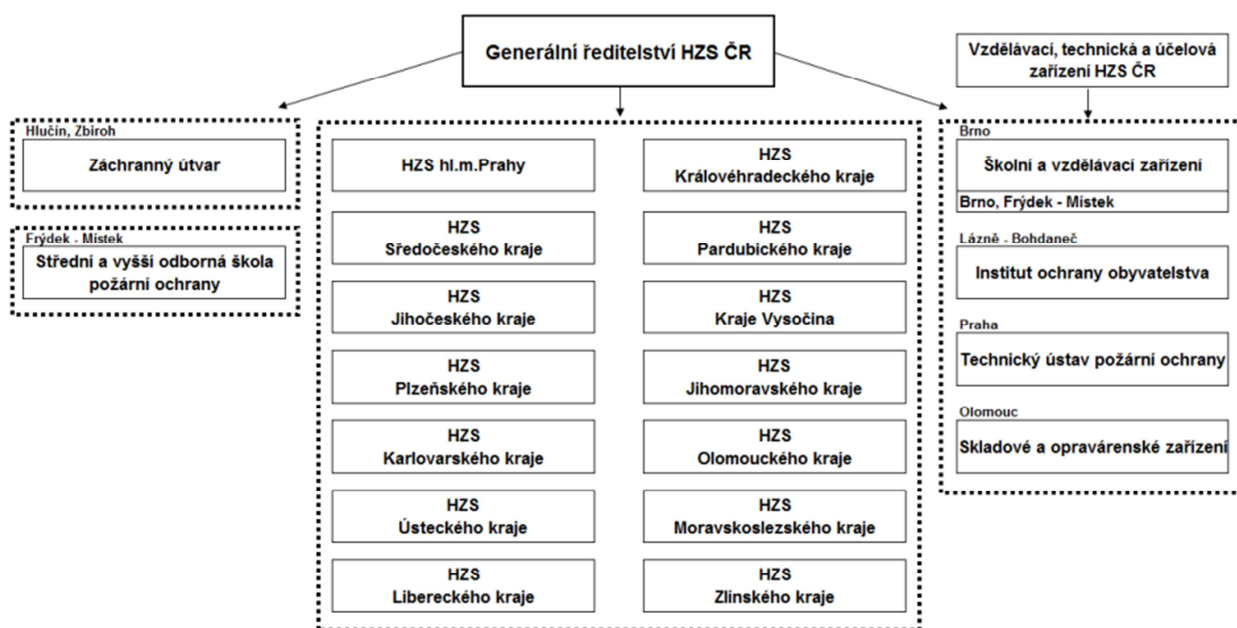 Generální ředitelství HZS ČR
Vzdělávací, technická a účelová
zařízení HZS ČR
Hlučín, Zbiroh
Záchranný útvar
Frýdek - Místek
Střední a vyšší odborná škola
požární ochrany
HZS hl.m.Prahy
HZS
Královéhradeckého kraje
HZS
Sředočeského kraje
HZS
Pardubického kraje
HZS
Jihočeského kraje
HZS
Kraje Vysočina
HZS
Plzeňského kraje
HZS
Jihomoravského kraje
HZS
Karlovarského kraje
HZS
Olomouckého kraje
HZS
Ústeckého kraje
HZS
Moravskoslezského kraje
HZS
Libereckého kraje
HZS
Zlínského kraje
Brno
Školní a vzdělávací zařízení
Brno, Frýdek - Místek
Lázně - Bohdaneč
Institut ochrany obyvatelstva
Praha
Technický ústav požární ochrany
Olomouc
Skladové a opravárenské zařízení